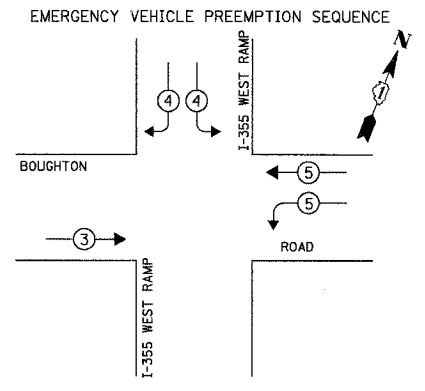 EMERGENCY VEHICLE PREEMPTION SEQUENCE
N
1
I-355 WEST RAMP
4 4
BOUGHTON
5
5
3
ROAD
I-355 WEST RAMP